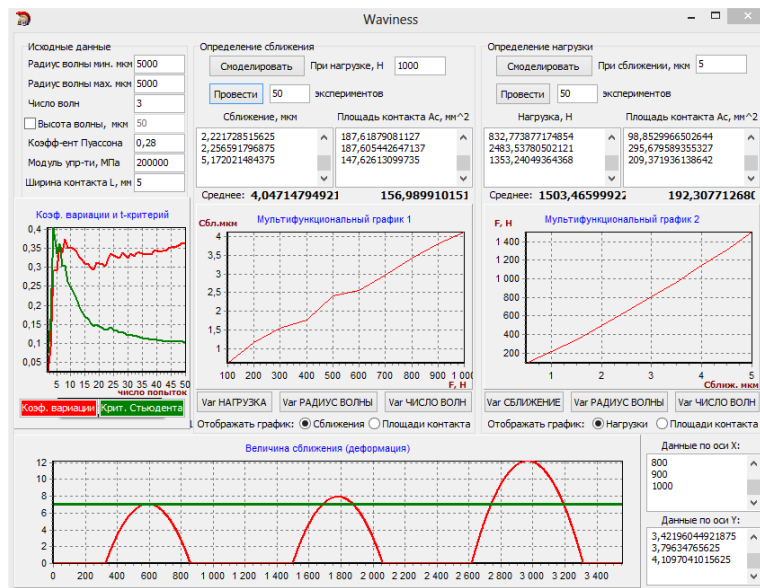 Waviness
Исходные данные
Радиус волны мин. мкм 5000
Радиус волны мах. мкм 5000
Число волн 3
Высота волны, мкм 50
Коэфф-ент Пуассона 0,28
Модуль упр-ти, МПа 200000
Ширина контакта L, мм 5
Определение сближения
Смоделировать При нагрузке, Н 1000
Провести 50 экспериментов
Сближение, мкм Площадь контакта Ас, мм^2
2,221728515625 187,61879081127
2,256591796875 187,605442647137
5,172021484375 147,62613099735
Среднее: 4,04714794921 156,989910151
Определение нагрузки
Смоделировать При сближении, мкм 5
Провести 50 экспериментов
Нагрузка, Н Площадь контакта Ас, мм^2
832,773877174854 98,8529966502644
2483,53780502121 295,679589355327
1353,24049364368 209,371936138642
Среднее: 1503,46599922 192,307712680
Коэф. вариации и t-критерий
0,4
0,35
0,3
0,25
0,2
0,15
0,1
0,05
5 10 15 20 25 30 35 40 45 50
число попыток
Коэф. вариации Крит. Стьюдента
Сбл.мкм Мультифункциональный график 1
4
3,5
3
2,5
2
1,5
1
100 200 300 400 500 600 700 800 900 1 000
F, Н
Var НАГРУЗКА Var РАДИУС ВОЛНЫ Var ЧИСЛО ВОЛН
Отображать график: Сближения Площади контакта
F, Н Мультифункциональный график 2
1 400
1 200
1 000
800
600
400
200
1 2 3 4 5
Сближ. мкм
Var СБЛИЖЕНИЕ Var РАДИУС ВОЛНЫ Var ЧИСЛО ВОЛН
Отображать график: Нагрузки Площади контакта
Величина сближения (деформация)
12
10
8
6
4
2
0
0 200 400 600 800 1 000 1 200 1 400 1 600 1 800 2 000 2 200 2 400 2 600 2 800 3 000 3 200 3 400
Данные по оси X:
800
900
1000
Данные по оси Y:
3,42196044921875
3,79634765625
4,1097041015625